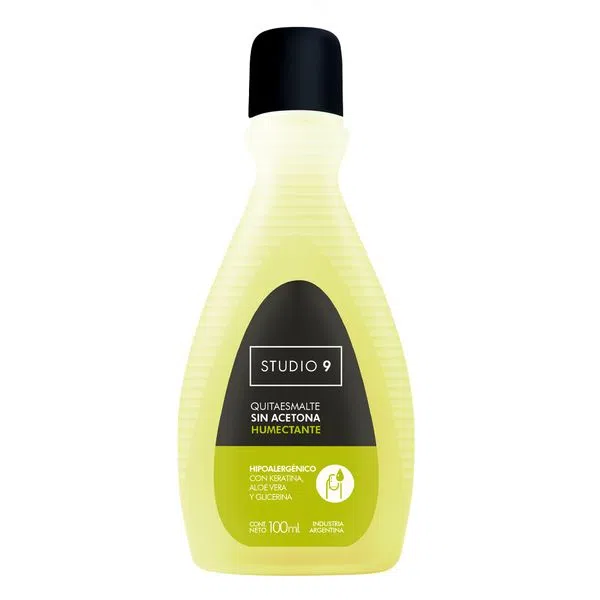 STUDIO 9
QUITAESMALTE
SIN ACETONA
HUMECTANTE
HIPOALERGÉNICO
CON KERATINA,
ALOE VERA
Y GLICERINA
CONT. NETO 100ml
INDUSTRIA
ARGENTINA